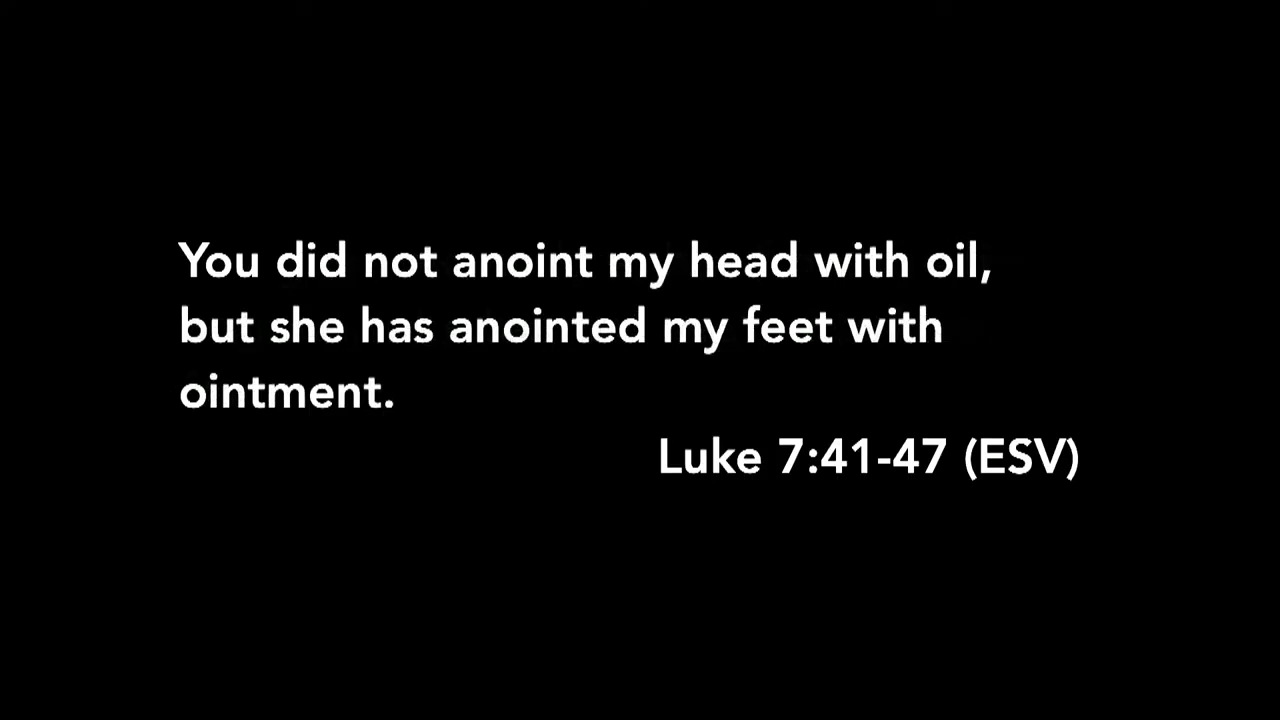 You did not anoint my head with oil,
but she has anointed my feet with
ointment.
Luke 7:41-47 (ESV)